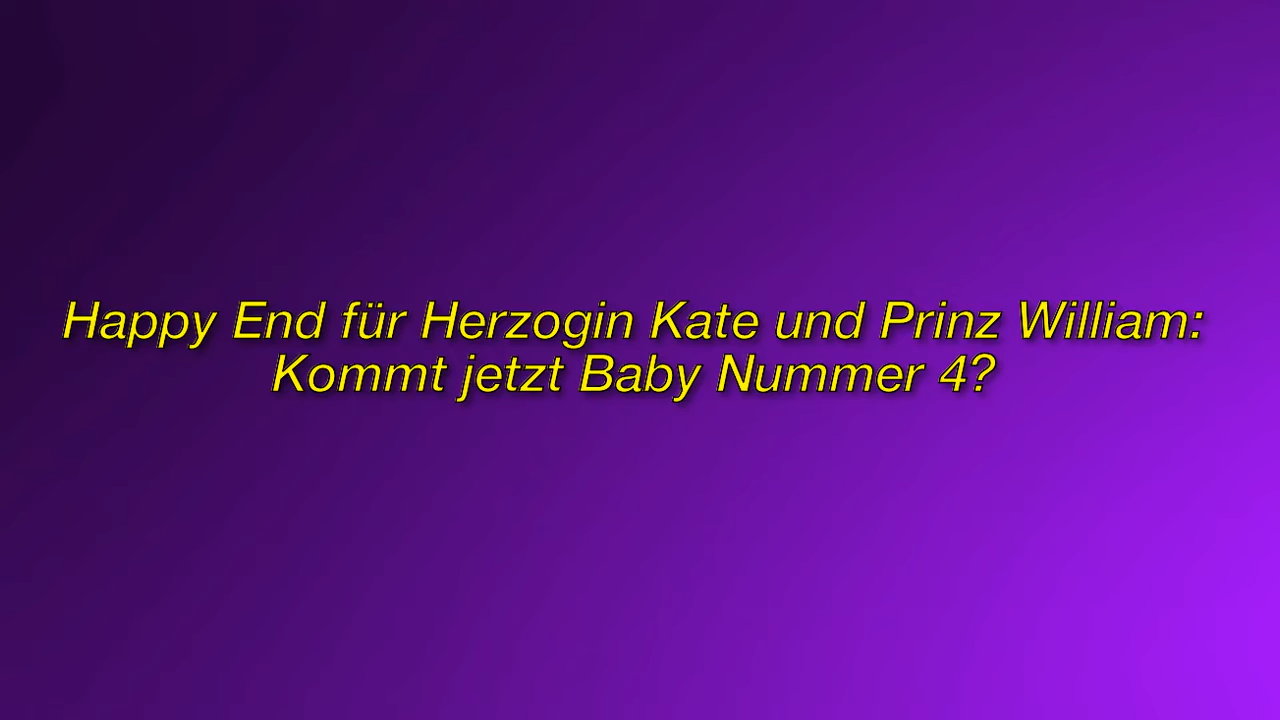 Happy End für Herzogin Kate und Prinz William:
Kommt jetzt Baby Nummer 4?